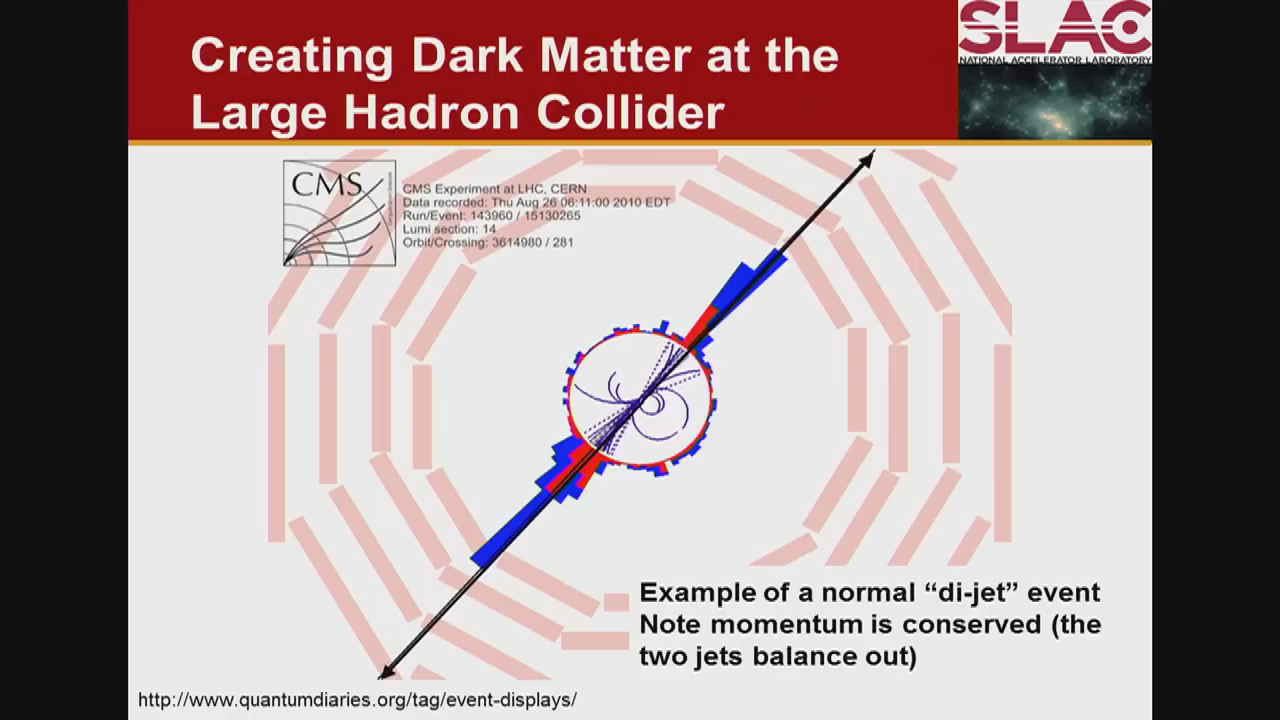 Creating Dark Matter at the
Large Hadron Collider
SLAC
NATIONAL ACCELERATOR LABORATORY
CMS
CMS Experiment at LHC, CERN
Data recorded: Thu Aug 26 06:11:00 2010 EDT
Run/Event: 143960 / 15130265
Lumi section: 14
Orbit/Crossing: 3614980 / 281
Example of a normal “di-jet” event
Note momentum is conserved (the
two jets balance out)
http://www.quantumdiaries.org/tag/event-displays/